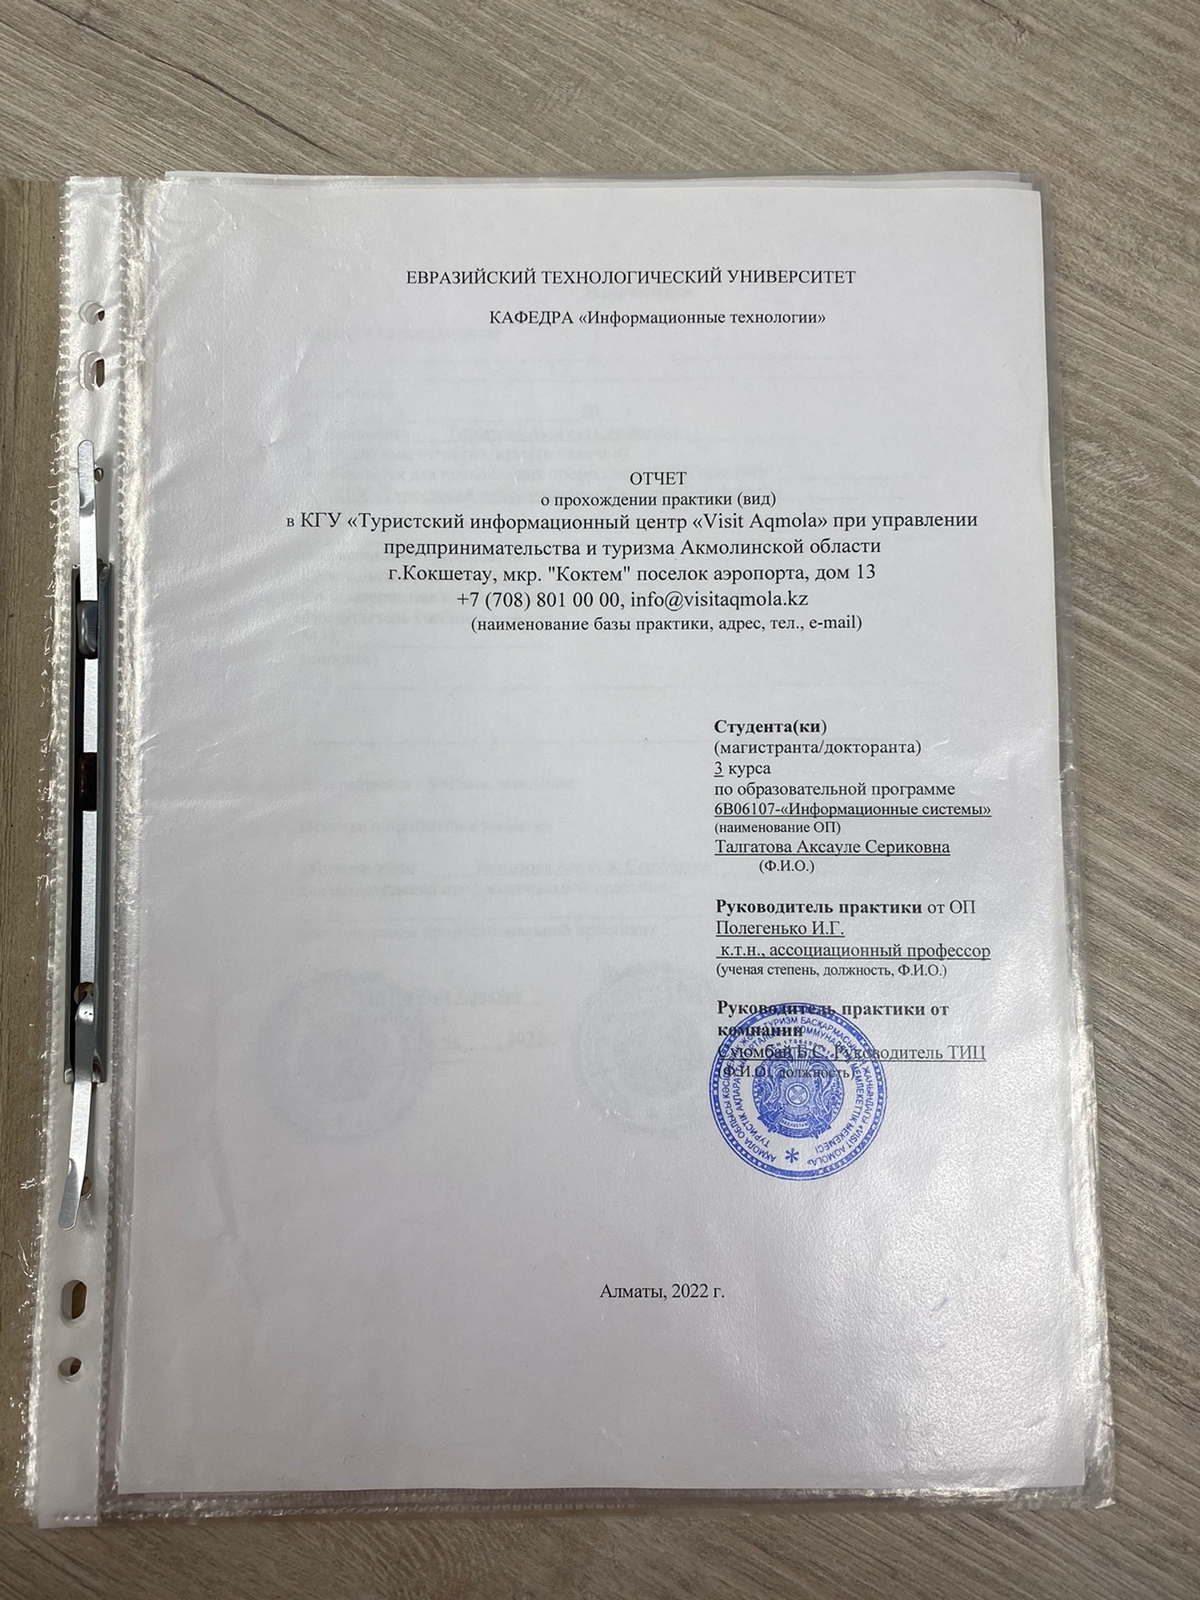 ЕВРАЗИЙСКИЙ ТЕХНОЛОГИЧЕСКИЙ УНИВЕРСИТЕТ
КАФЕДРА «Информационные технологии»
ОТЧЕТ
о прохождении практики (вид)
в КГУ «Туристский информационный центр «Visit Aqmola» при управлении
предпринимательства и туризма Акмолинской области
г.Кокшетау, мкр. "Коктем" поселок аэропорта, дом 13
+7 (708) 801 00 00, info@visitaqmola.kz
(наименование базы практики, адрес, тел., e-mail)
Студента(ки)
(магистранта/докторанта)
3 курса
по образовательной программе
6В06107-«Информационные системы»
(наименование ОП)
Талгатова Аксауле Сериковна
(Ф.И.О.)
Руководитель практики от ОП
Полегенько И.Г.
к.т.н., ассоциационный профессор
(ученая степень, должность, Ф.И.О.)
Руководитель практики от
компании
Суюмбай Б.С. Руководитель ТИЦ
(Ф.И.О, должность)
Алматы, 2022 г.